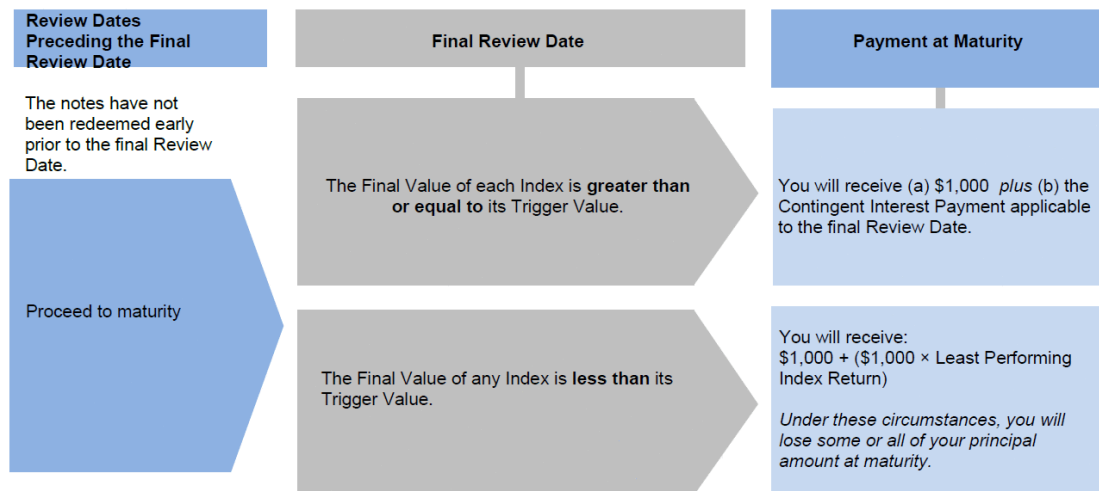 Review Dates
Preceding the Final
Review Date
Final Review Date
Payment at Maturity
The notes have not
been redeemed early
prior to the final Review
Date.
Proceed to maturity
The Final Value of each Index is greater than
or equal to its Trigger Value.
You will receive (a) $1,000 plus (b) the
Contingent Interest Payment applicable
to the final Review Date.
The Final Value of any Index is less than its
Trigger Value.
You will receive:
$1,000 + ($1,000 × Least Performing
Index Return)
Under these circumstances, you will
lose some or all of your principal
amount at maturity.